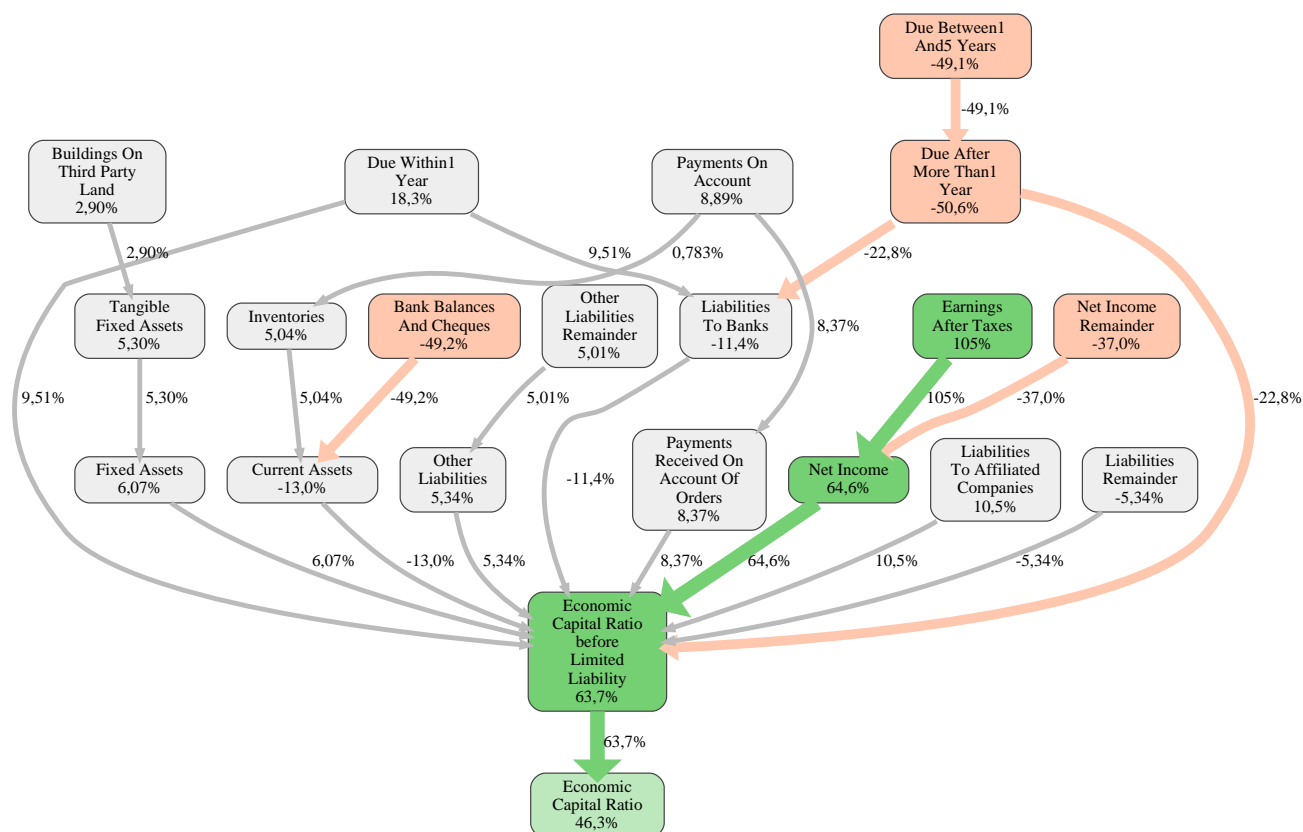 Due Between1
And5 Years
-49,1%
-49,1%
Buildings On
Third Party
Land
2,90%
Due Within1
Year
18,3%
Payments On
Account
8,89%
Due After
More Than1
Year
-50,6%
2,90%
9,51%
0,783%
-22,8%
Tangible
Fixed Assets
5,30%
Inventories
5,04%
Bank Balances
And Cheques
-49,2%
Other
Liabilities
Remainder
5,01%
Liabilities
To Banks
-11,4%
8,37%
Earnings
After Taxes
105%
Net Income
Remainder
-37,0%
9,51%
5,30%
5,04%
-49,2%
5,01%
105%
-37,0%
-22,8%
Fixed Assets
6,07%
Current Assets
-13,0%
Other
Liabilities
5,34%
-11,4%
Payments
Received On
Account Of
Orders
8,37%
Net Income
64,6%
Liabilities
To Affiliated
Companies
10,5%
Liabilities
Remainder
-5,34%
6,07%
-13,0%
5,34%
8,37%
64,6%
10,5%
-5,34%
Economic
Capital Ratio
before
Limited
Liability
63,7%
63,7%
Economic
Capital Ratio
46,3%